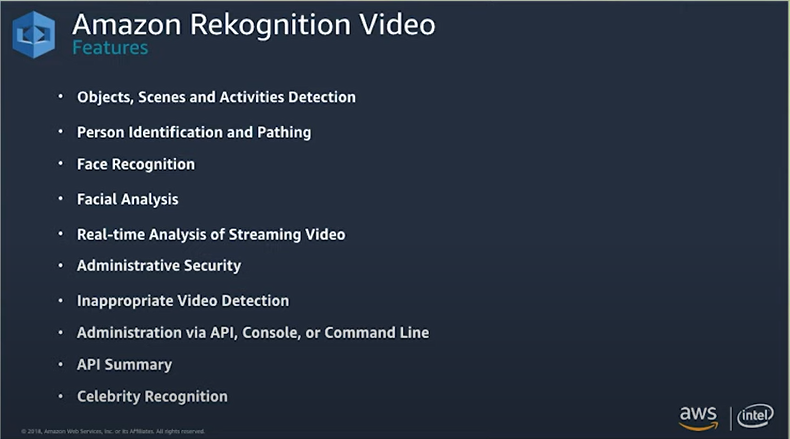 Amazon Rekognition Video
Features
• Objects, Scenes and Activities Detection
• Person Identification and Pathing
• Face Recognition
• Facial Analysis
• Real-time Analysis of Streaming Video
• Administrative Security
• Inappropriate Video Detection
• Administration via API, Console, or Command Line
• API Summary
• Celebrity Recognition
© 2018, Amazon Web Services, Inc. or its Affiliates. All rights reserved.
aws
intel